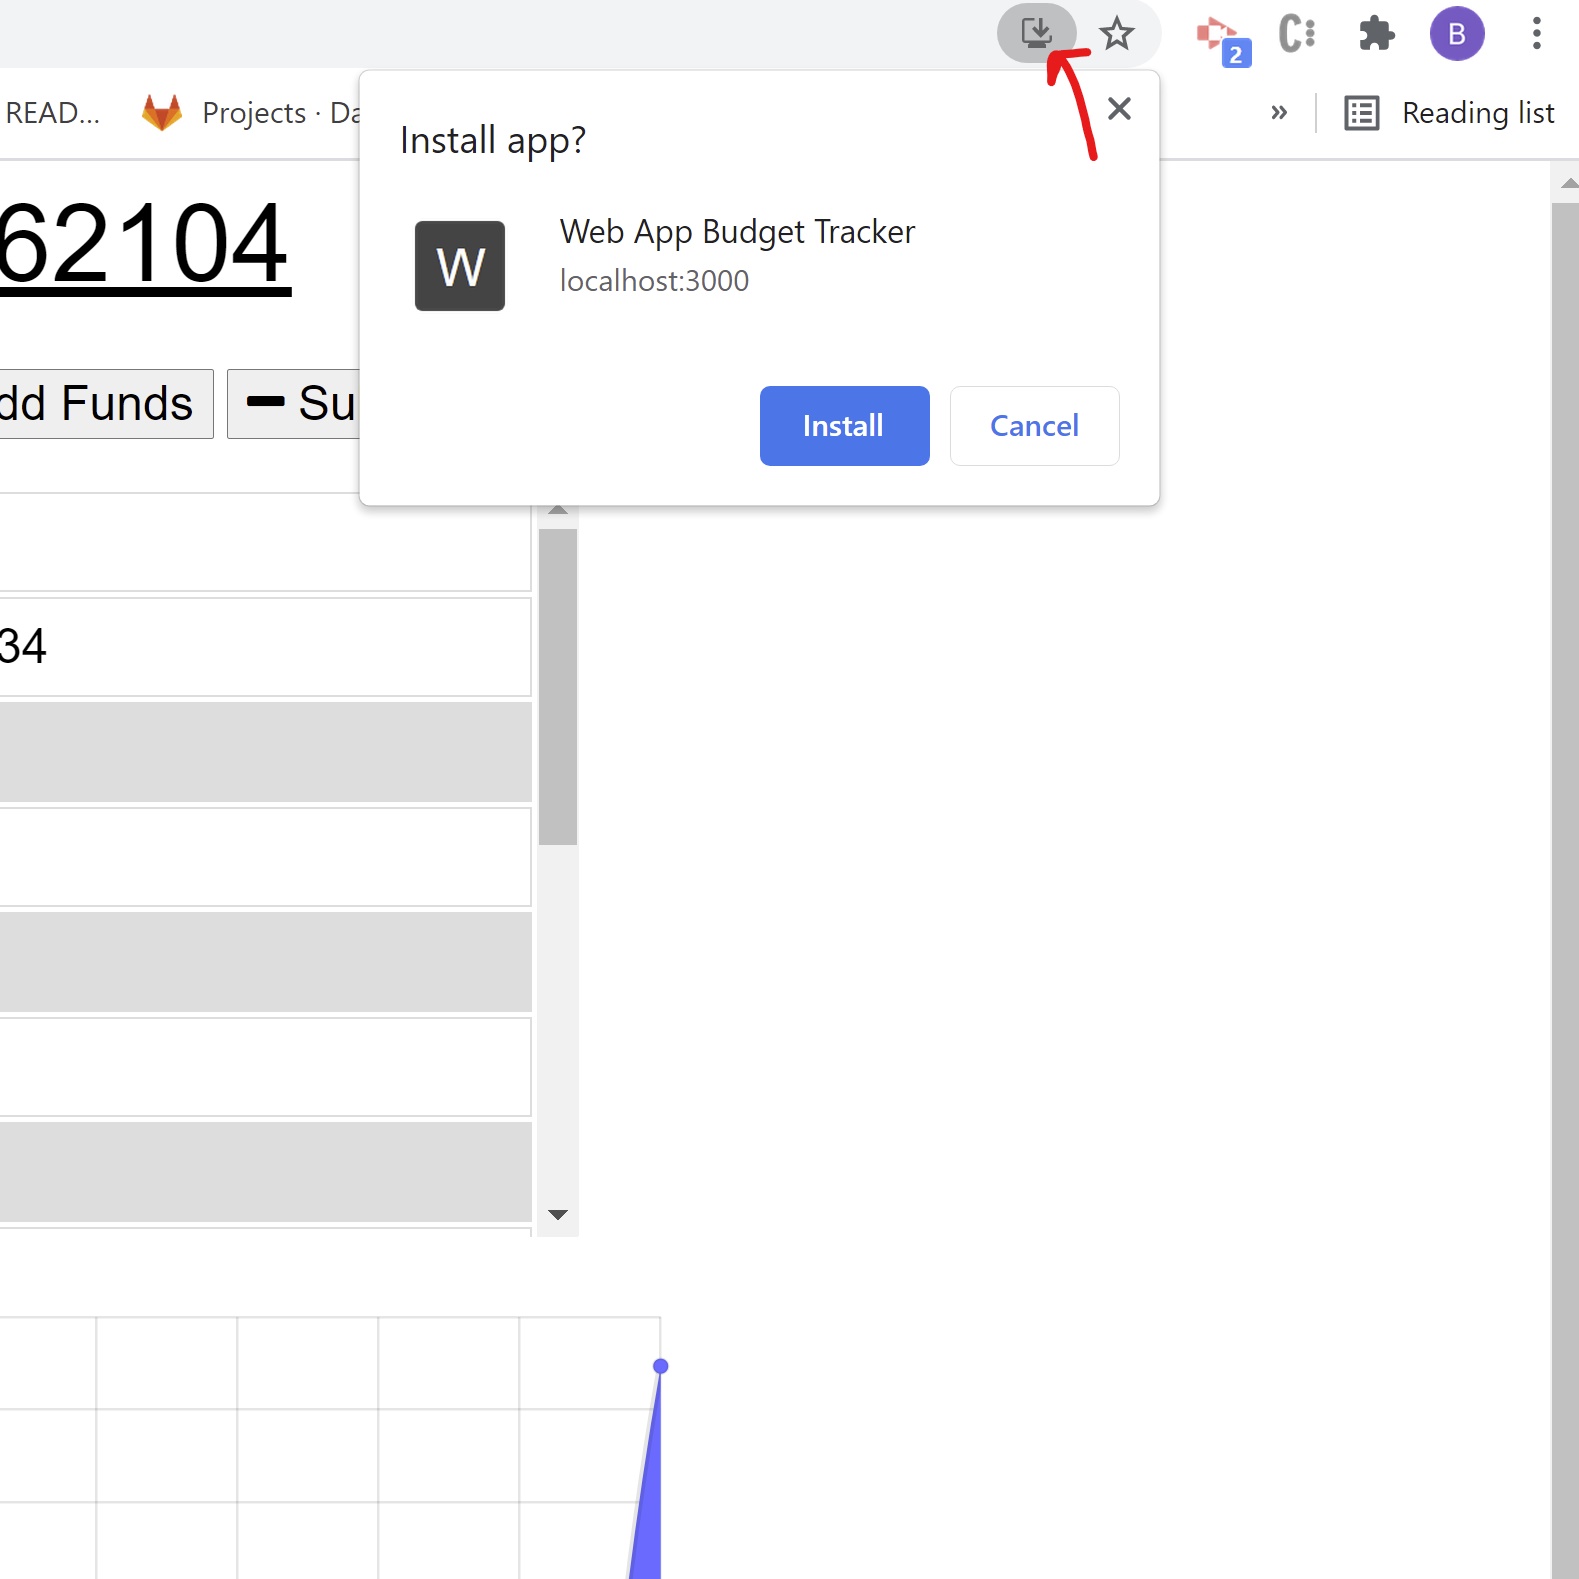 2
B
READ...
Projects · Da
»
Reading list
Install app?
W
Web App Budget Tracker
localhost:3000
Install
Cancel
62104
dd Funds
Su
34